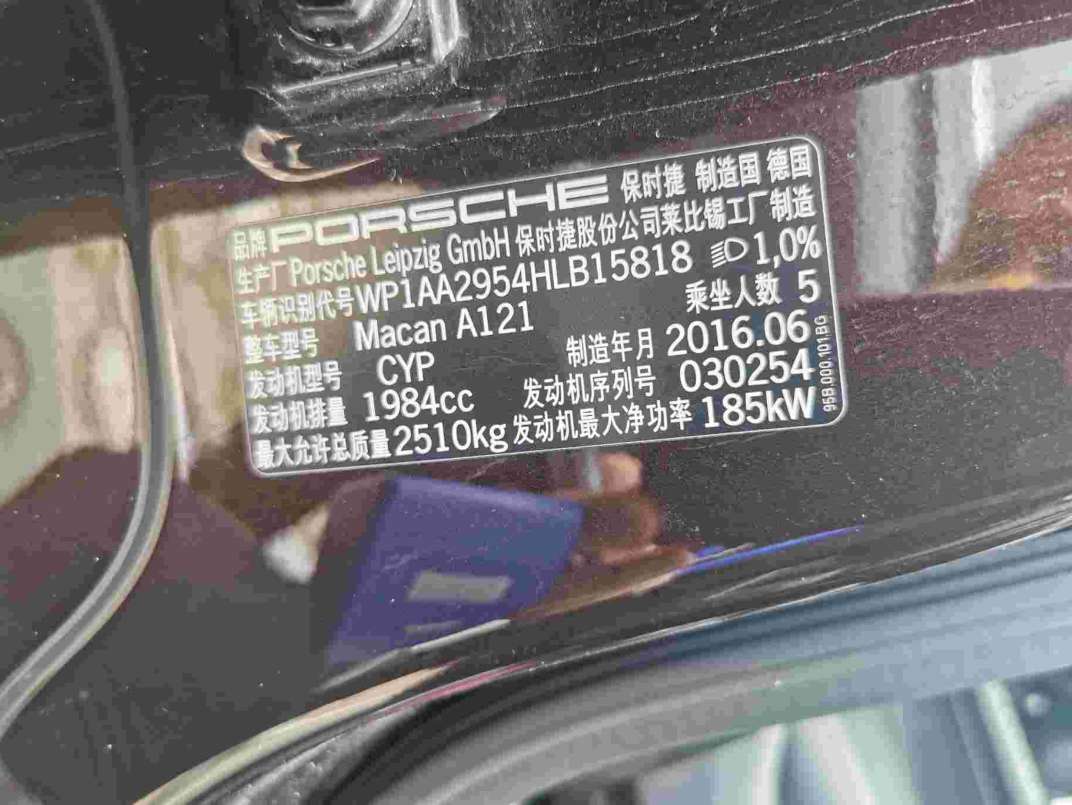 品牌 PORSCHE 保时捷 制造国 德国
生产厂 Porsche Leipzig GmbH 保时捷股份公司莱比锡工厂制造
车辆识别代号 WP1AA2954HLB15818 1,0%
整车型号 Macan A121 乘坐人数 5
发动机型号 CYP 制造年月 2016.06
发动机排量 1984cc 发动机序列号 030254
最大允许总质量 2510kg 发动机最大净功率 185kW
95B.000.101BG